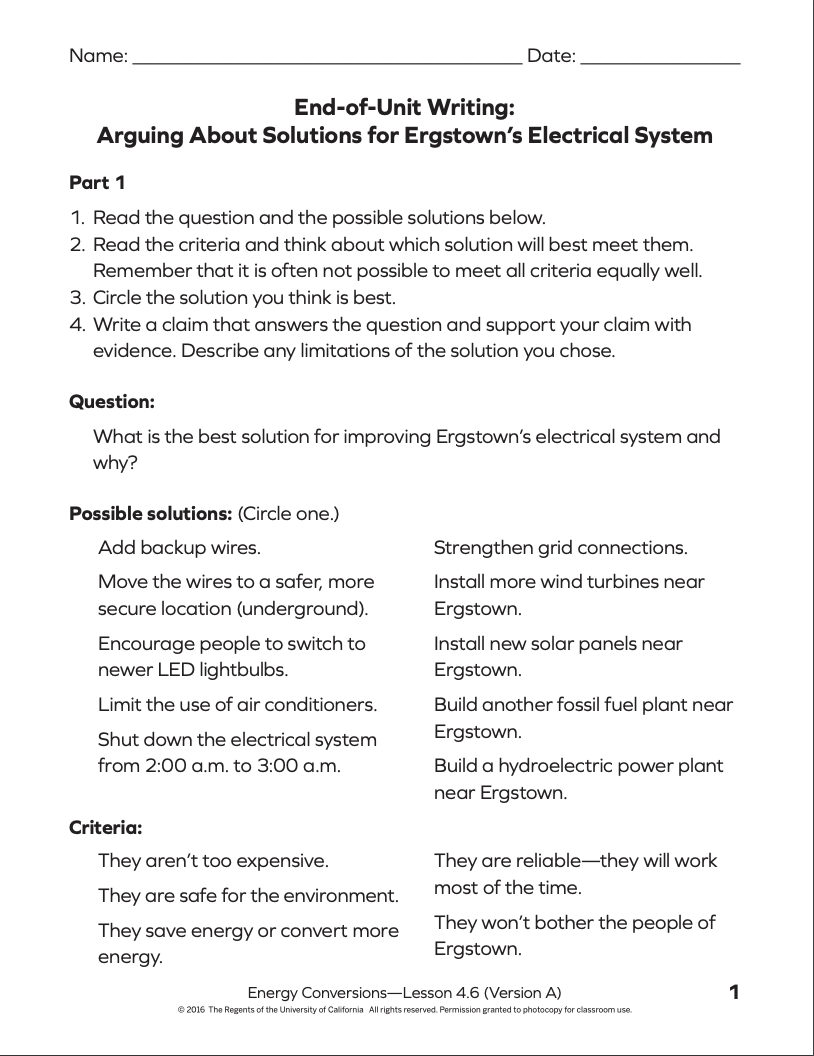 Name: ______________________ Date: __________
End-of-Unit Writing:
Arguing About Solutions for Ergstown's Electrical System
Part 1
1. Read the question and the possible solutions below.
2. Read the criteria and think about which solution will best meet them.
Remember that it is often not possible to meet all criteria equally well.
3. Circle the solution you think is best.
4. Write a claim that answers the question and support your claim with
evidence. Describe any limitations of the solution you chose.
Question:
What is the best solution for improving Ergstown's electrical system and
why?
Possible solutions: (Circle one.)
Add backup wires.
Move the wires to a safer, more
secure location (underground).
Encourage people to switch to
newer LED lightbulbs.
Limit the use of air conditioners.
Shut down the electrical system
from 2:00 a.m. to 3:00 a.m.
Strengthen grid connections.
Install more wind turbines near
Ergstown.
Install new solar panels near
Ergstown.
Build another fossil fuel plant near
Ergstown.
Build a hydroelectric power plant
near Ergstown.
Criteria:
They aren't too expensive.
They are safe for the environment.
They save energy or convert more
energy.
They are reliable—they will work
most of the time.
They won't bother the people of
Ergstown.
Energy Conversions—Lesson 4.6 (Version A)
1
© 2016 The Regents of the University of California All rights reserved. Permission granted to photocopy for classroom use.